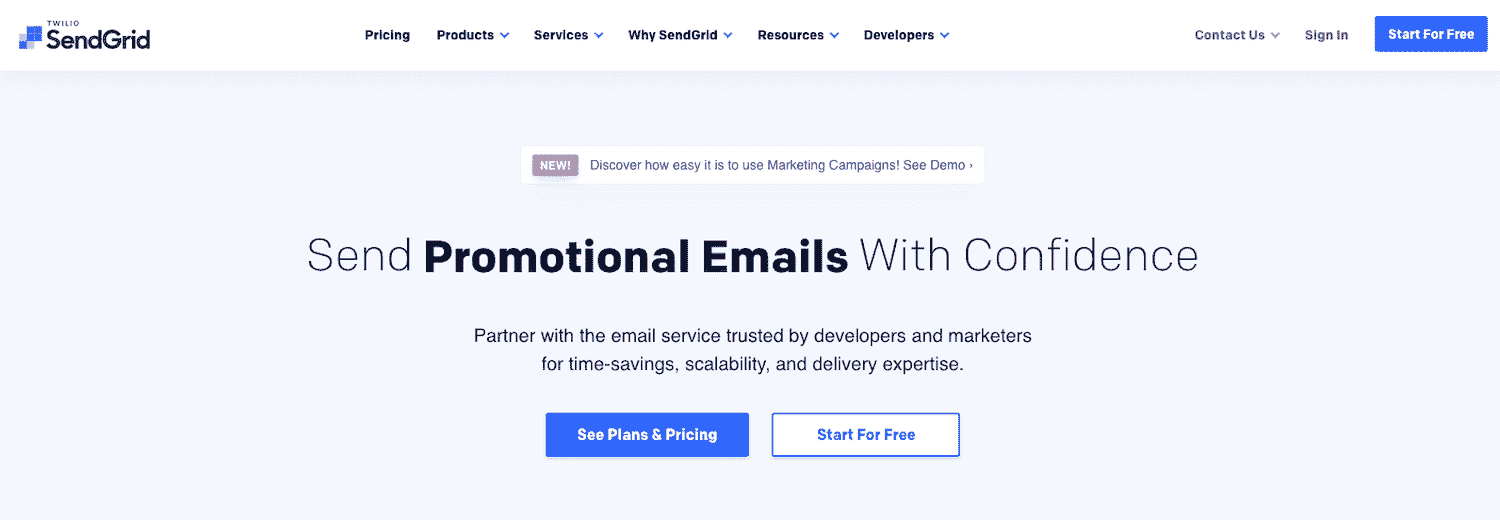 TWILIO
SendGrid
Pricing Products Services Why SendGrid Resources Developers Contact Us Sign In Start For Free
NEW! Discover how easy it is to use Marketing Campaigns! See Demo ›
Send Promotional Emails With Confidence
Partner with the email service trusted by developers and marketers
for time-savings, scalability, and delivery expertise.
See Plans & Pricing Start For Free